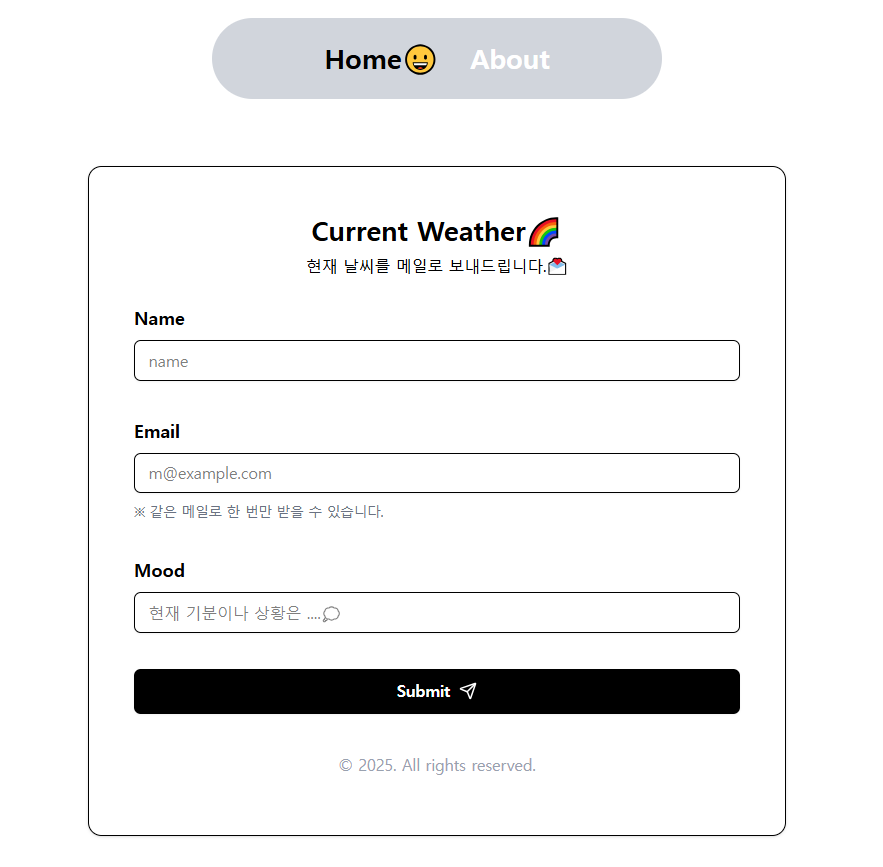 Home😀 About
Current Weather🌈
현재 날씨를 메일로 보내드립니다.💌
Name
name
Email
m@example.com
※ 같은 메일로 한 번만 받을 수 있습니다.
Mood
현재 기분이나 상황은 ....💭
Submit
© 2025. All rights reserved.